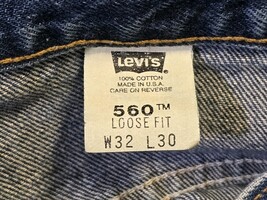 Levi's
100% COTTON
MADE IN U.S.A.
CARE ON REVERSE
560™
LOOSE FIT
W32 L30